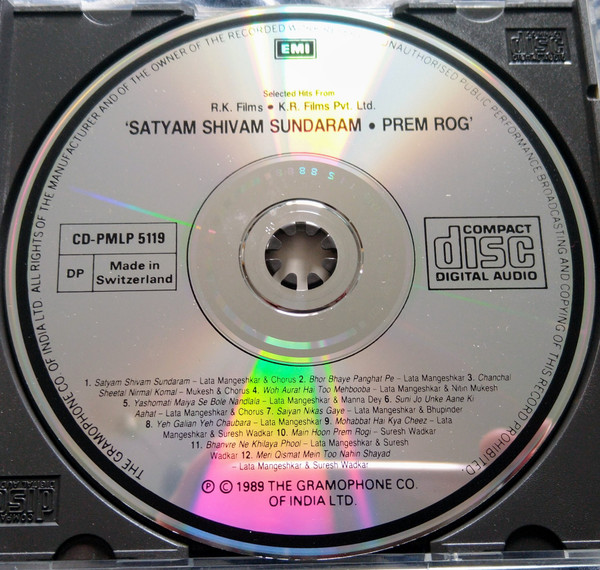 THE GRAMOPHONE CO. OF INDIA LTD. ALL RIGHTS OF THE MANUFACTURER AND OF THE OWNER OF THE RECORDED UNAUTHORISED PUBLIC PERFORMANCE BROADCASTING AND COPYING OF THIS RECORD PROHIBITED
EMI
Selected Hits From
R.K. Films • K.R. Films Pvt. Ltd.
'SATYAM SHIVAM SUNDARAM • PREM ROG'
CD-PMLP 5119
DP
Made in
Switzerland
COMPACT
disc
DIGITAL AUDIO
1. Satyam Shivam Sundaram – Lata Mangeshkar & Chorus 2. Bhor Bhaye Panghat Pe – Lata Mangeshkar 3. Chanchal
Sheetal Nirmal Komal – Mukesh & Chorus 4. Woh Aurat Hai Too Mehbooba – Lata Mangeshkar & Nitin Mukesh
5. Yashomati Maiya Se Bole Nandlala – Lata Mangeshkar & Manna Dey 6. Suni Jo Unke Aane Ki
Aahat – Lata Mangeshkar & Chorus 7. Saiyan Nikas Gaye – Lata Mangeshkar & Bhupinder
8. Yeh Galian Yeh Chaubara – Lata Mangeshkar 9. Mohabbat Hai Kya Cheez – Lata
Mangeshkar & Suresh Wadkar 10. Main Hoon Prem Rogi – Suresh Wadkar
11. Bhanvre Ne Khilaya Phool – Lata Mangeshkar & Suresh
Wadkar 12. Meri Qismat Mein Too Nahin Shayad
– Lata Mangeshkar & Suresh Wadkar
Ⓟ © 1989 THE GRAMOPHONE CO.
OF INDIA LTD.